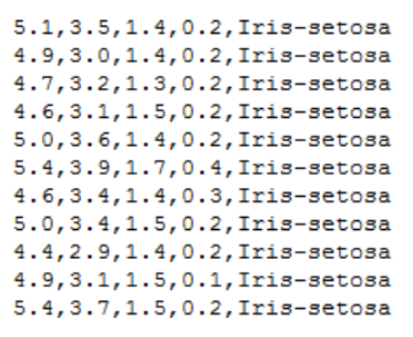 5.1,3.5,1.4,0.2,Iris-setosa
4.9,3.0,1.4,0.2,Iris-setosa
4.7,3.2,1.3,0.2,Iris-setosa
4.6,3.1,1.5,0.2,Iris-setosa
5.0,3.6,1.4,0.2,Iris-setosa
5.4,3.9,1.7,0.4,Iris-setosa
4.6,3.4,1.4,0.3,Iris-setosa
5.0,3.4,1.5,0.2,Iris-setosa
4.4,2.9,1.4,0.2,Iris-setosa
4.9,3.1,1.5,0.1,Iris-setosa
5.4,3.7,1.5,0.2,Iris-setosa